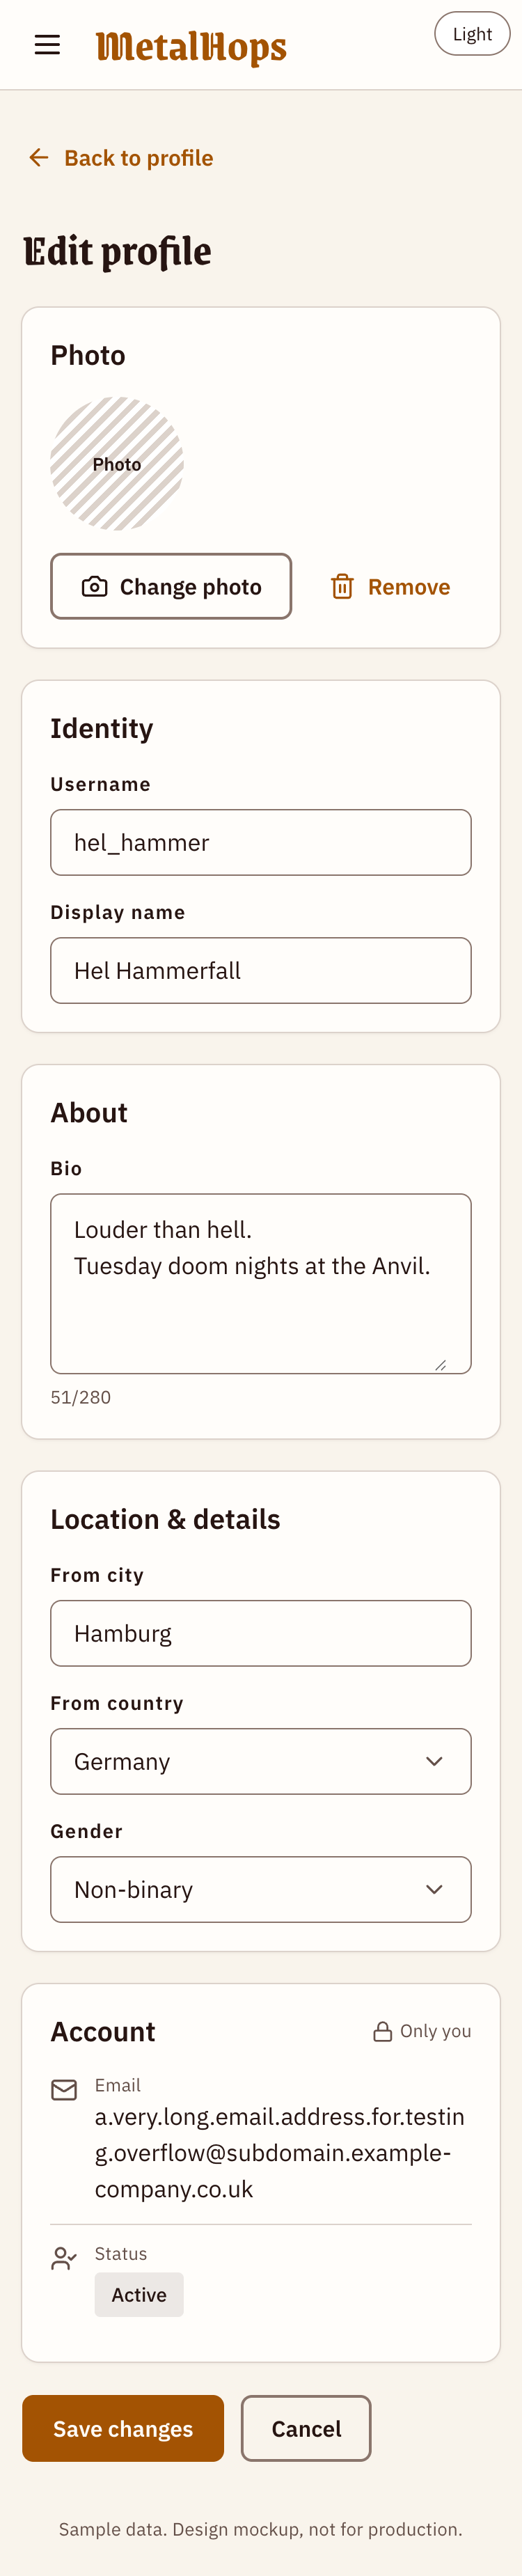 MetalHops
Light
Back to profile
Edit profile
Photo
Photo
Change photo
Remove
Identity
Username
hel_hammer
Display name
Hel Hammerfall
About
Bio
Louder than hell.
Tuesday doom nights at the Anvil.
51/280
Location & details
From city
Hamburg
From country
Germany
Gender
Non-binary
Account
Only you
Email
a.very.long.email.address.for.testin
g.overflow@subdomain.example-
company.co.uk
Status
Active
Save changes
Cancel
Sample data. Design mockup, not for production.